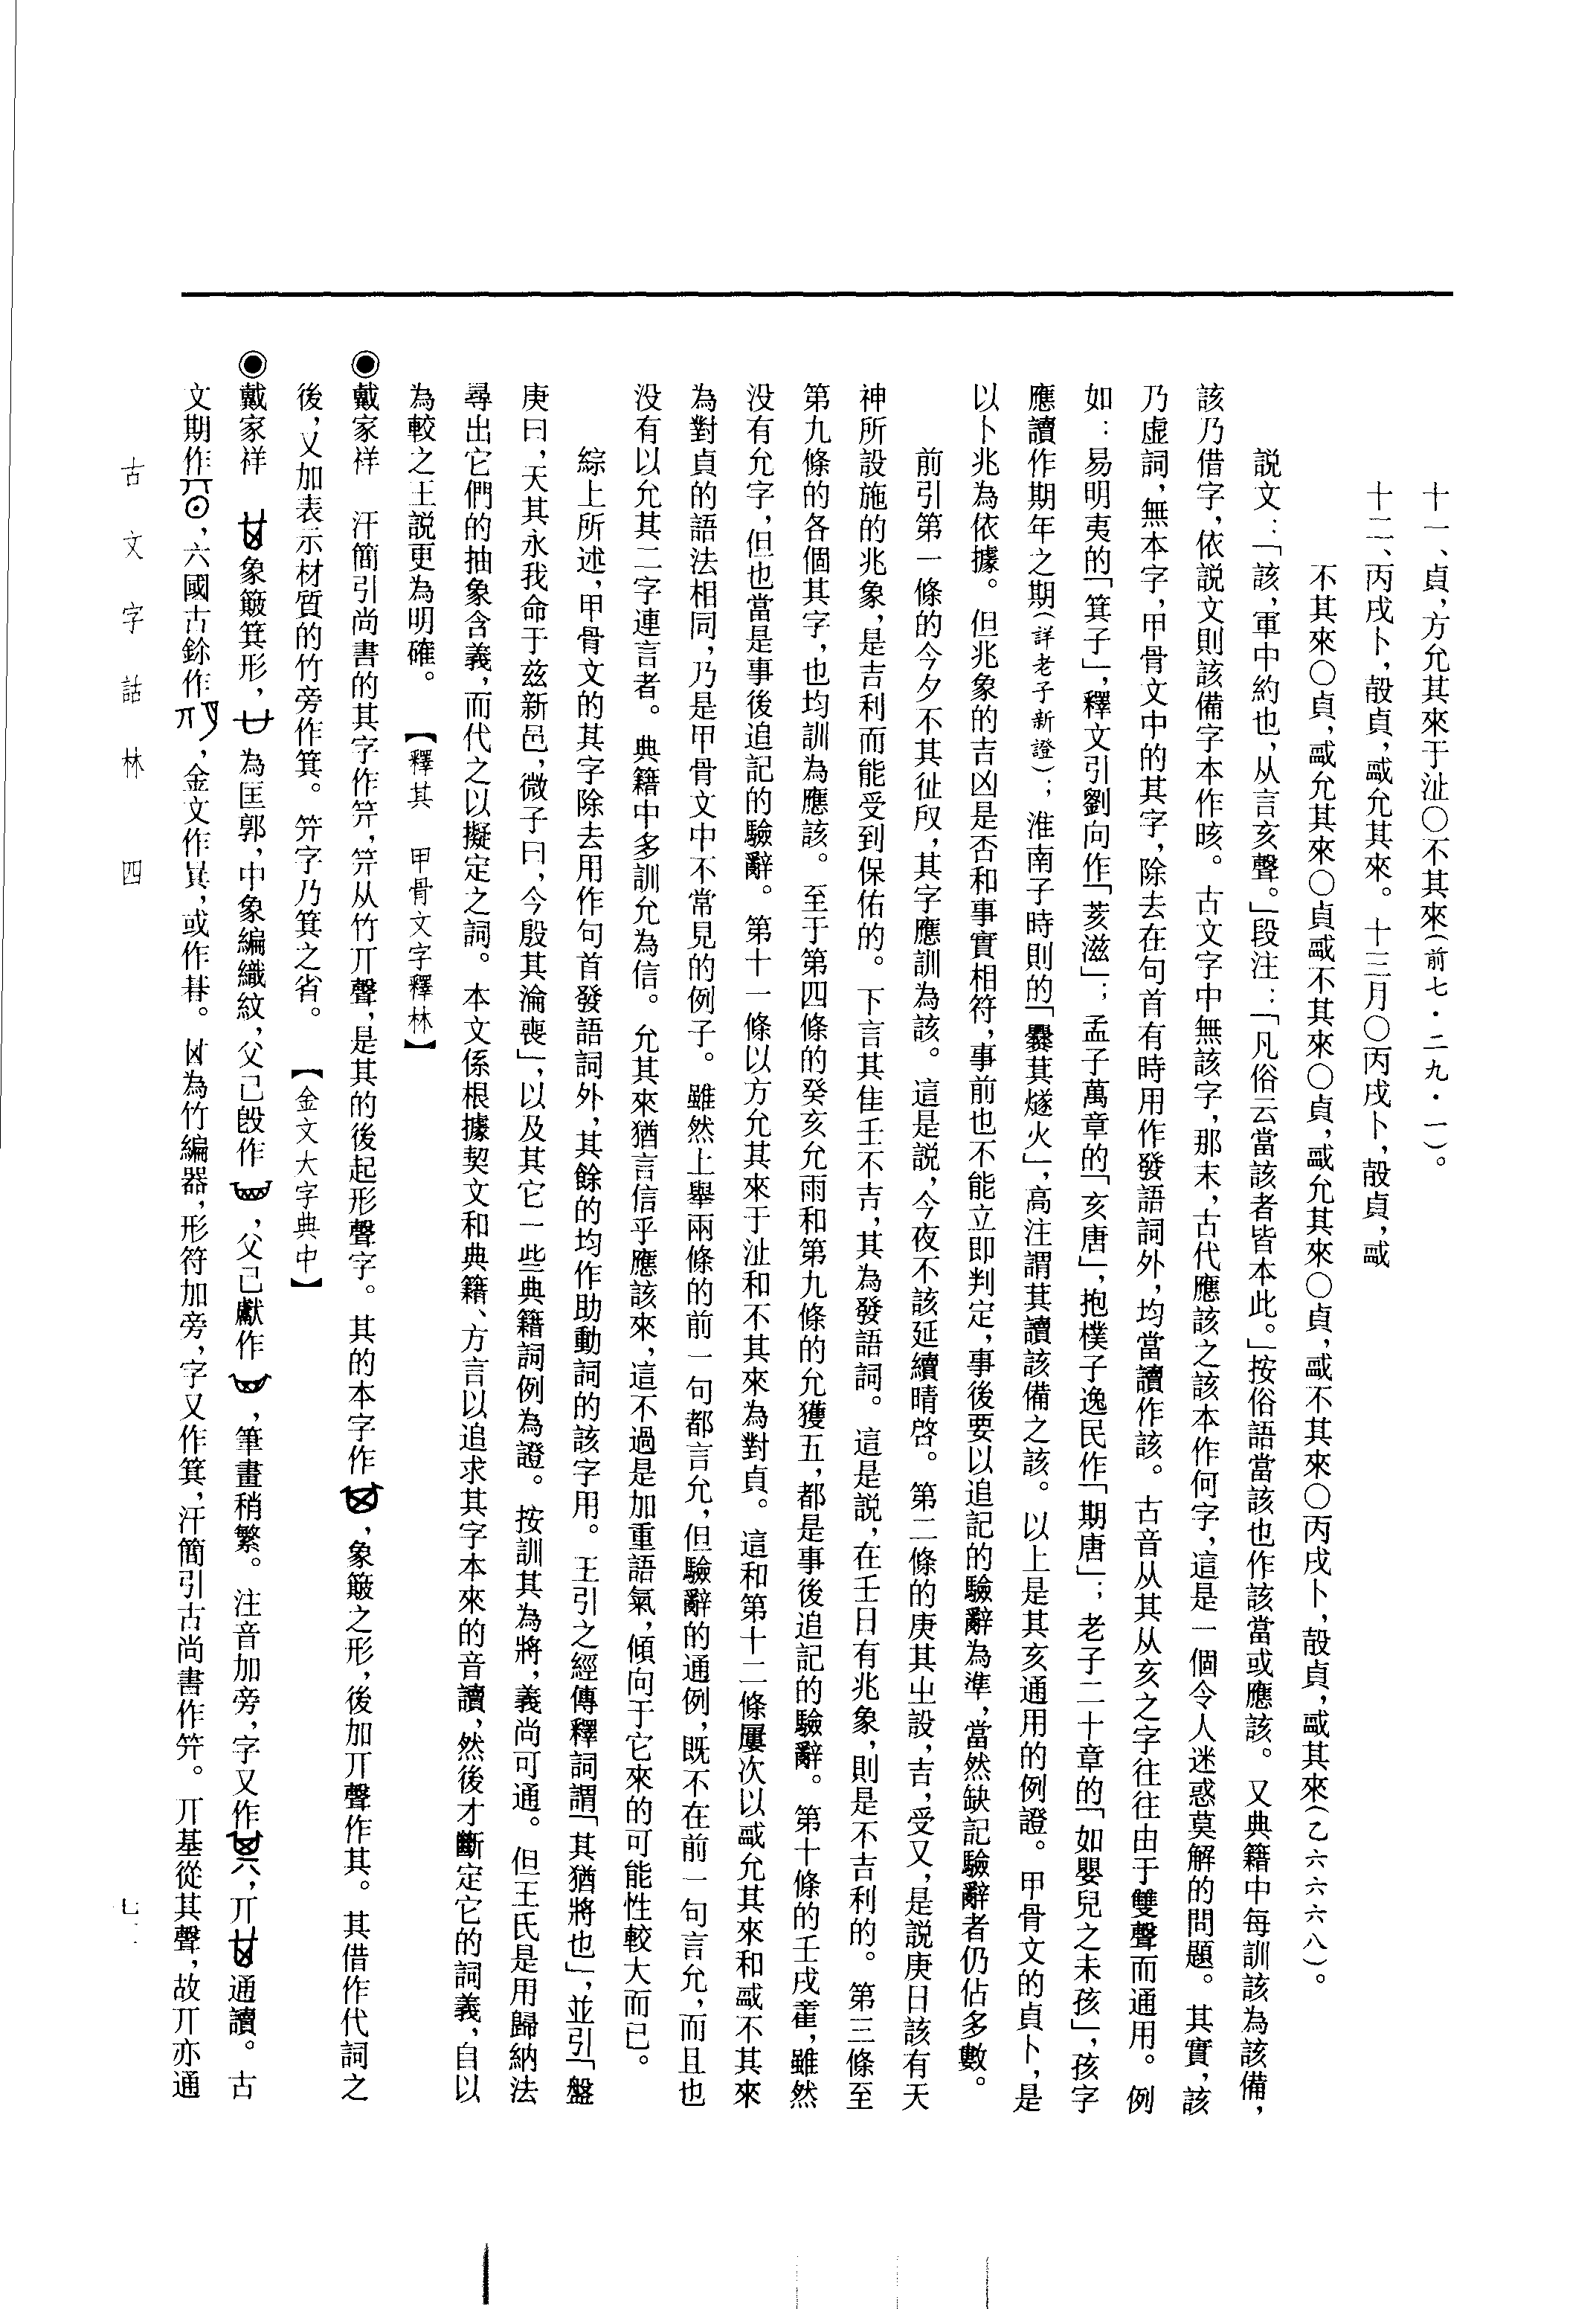 十一、貞，方允其來于沚〇不其來（前七·二九·一）。
十二、丙戌卜，㱿貞，㦯允其來。十三月〇丙戌卜，㱿貞，㦯
不其來〇貞，㦯允其來〇貞㦯不其來〇貞，㦯允其來〇貞，㦯不其來〇丙戌卜，㱿貞，㦯其來（乙六六六八）。
説文：「該，軍中約也，从言亥聲。」段注：「凡俗云當該者皆本此。」按俗語當該也作該當或應該。又典籍中每訓該為該備，
該乃借字，依説文則該備字本作晐。古文字中無該字，那末，古代應該之該本作何字，這是一個令人迷惑莫解的問題。其實，該
乃虚詞，無本字，甲骨文中的其字，除去在句首有時用作發語詞外，均當讀作該。古音从其从亥之字往往由于雙聲而通用。例
如：易明夷的「箕子」，釋文引劉向作「荄滋」；孟子萬章的「亥唐」，抱樸子逸民作「期唐」；老子二十章的「如嬰兒之未孩」，孩字
應讀作期年之期（詳老子新證）；淮南子時則的「爨萁燧火」，高注謂萁讀該備之該。以上是其亥通用的例證。甲骨文的貞卜，是
以卜兆為依據。但兆象的吉凶是否和事實相符，事前也不能立即判定，事後要以追記的驗辭為準，當然缺記驗辭者仍佔多數。
前引第一條的今夕不其征㕟，其字應訓為該。這是説，今夜不該延續晴啓。第二條的庚其㞢設，吉，受又，是説庚日該有天
神所設施的兆象，是吉利而能受到保佑的。下言其隹壬不吉，其為發語詞。這是説，在壬日有兆象，則是不吉利的。第三條至
第九條的各個其字，也均訓為應該。至于第四條的癸亥允雨和第九條的允獲五，都是事後追記的驗辭。第十條的壬戌雚，雖然
没有允字，但也當是事後追記的驗辭。第十一條以方允其來于沚和不其來為對貞。這和第十二條屢次以㦯允其來和㦯不其來
為對貞的語法相同，乃是甲骨文中不常見的例子。雖然上舉兩條的前一句都言允，但驗辭的通例，既不在前一句言允，而且也
没有以允其二字連言者。典籍中多訓允為信。允其來猶言信乎應該來，這不過是加重語氣，傾向于它來的可能性較大而已。
綜上所述，甲骨文的其字除去用作句首發語詞外，其餘的均作助動詞的該字用。王引之經傳釋詞謂「其猶將也」，並引「盤
庚曰，天其永我命于兹新邑，微子曰，今殷其淪喪」，以及其它一些典籍詞例為證。按訓其為將，義尚可通。但王氏是用歸納法
尋出它們的抽象含義，而代之以擬定之詞。本文係根據契文和典籍、方言以追求其字本來的音讀，然後才斷定它的詞義，自以
為較之王説更為明確。【釋其　甲骨文字釋林】
◉戴家祥　汗簡引尚書的其字作笄，笄从竹丌聲，是其的後起形聲字。其的本字作，象簸之形，後加丌聲作其。其借作代詞之
後，又加表示材質的竹旁作箕。笄字乃箕之省。【金文大字典中】
◉戴家祥　象簸箕形，為匡郭，中象編織紋，父己毁作，父己甗作，筆畫稍繁。注音加旁，字又作，丌通讀。古
文期作，六國古鉨作，金文作㠱，或作朞。為竹編器，形符加旁，字又作箕，汗簡引古尚書作笄。丌基從其聲，故丌亦通
古文字詁林　四